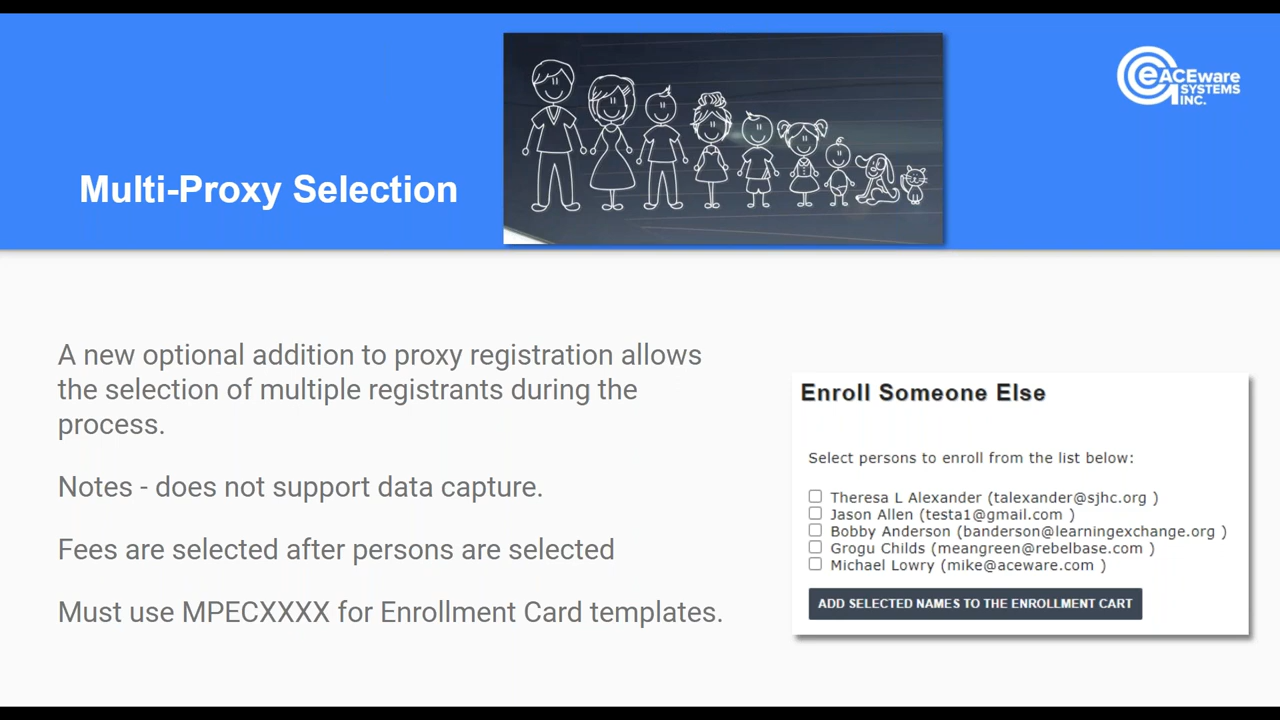 eACEware
SYSTEMS
INC.
Multi-Proxy Selection
A new optional addition to proxy registration allows
the selection of multiple registrants during the
process.
Notes - does not support data capture.
Fees are selected after persons are selected
Must use MPECXXXX for Enrollment Card templates.
Enroll Someone Else
Select persons to enroll from the list below:
Theresa L Alexander (talexander@sjhc.org )
Jason Allen (testa1@gmail.com )
Bobby Anderson (banderson@learningexchange.org )
Grogu Childs (meangreen@rebelbase.com )
Michael Lowry (mike@aceware.com )
ADD SELECTED NAMES TO THE ENROLLMENT CART